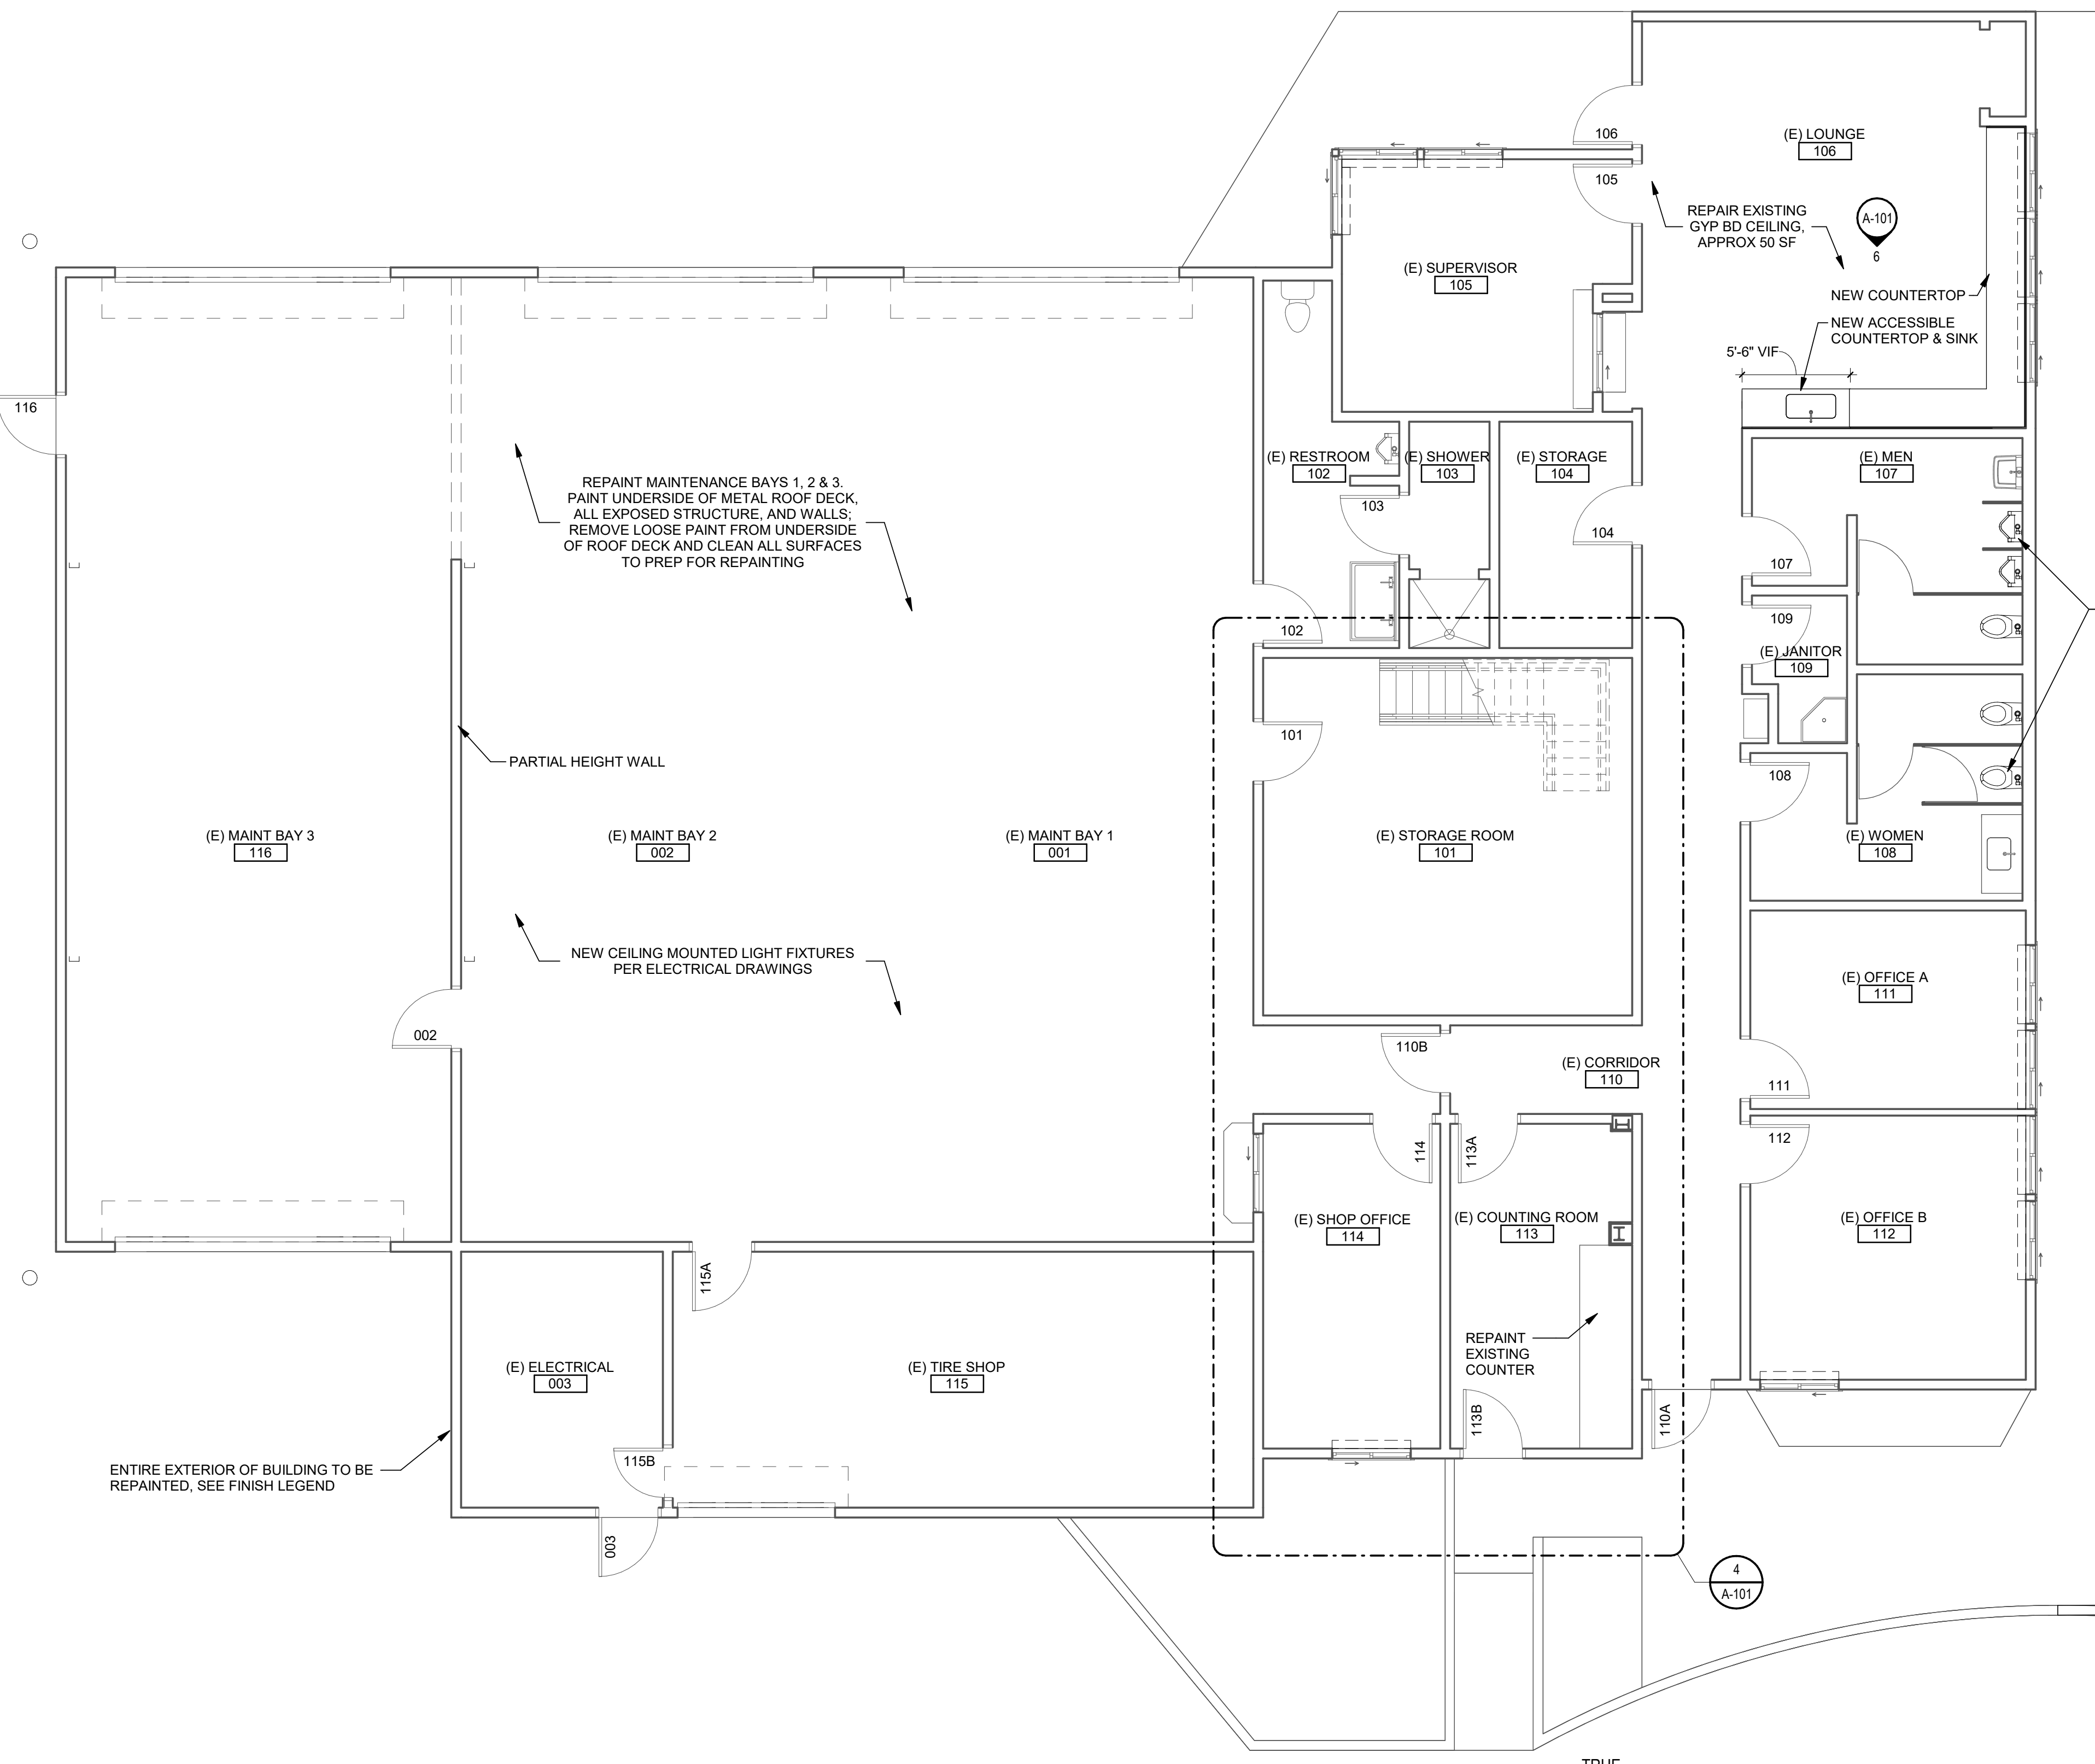 106
(E) LOUNGE
106
105
REPAIR EXISTING
GYP BD CEILING,
APPROX 50 SF
A-101
6
(E) SUPERVISOR
105
NEW COUNTERTOP
NEW ACCESSIBLE
COUNTERTOP & SINK
5'-6" VIF
116
(E) RESTROOM
102
(E) SHOWER
103
(E) STORAGE
104
(E) MEN
107
REPAINT MAINTENANCE BAYS 1, 2 & 3.
PAINT UNDERSIDE OF METAL ROOF DECK,
ALL EXPOSED STRUCTURE, AND WALLS;
REMOVE LOOSE PAINT FROM UNDERSIDE
OF ROOF DECK AND CLEAN ALL SURFACES
TO PREP FOR REPAINTING
103
104
107
109
102
(E) JANITOR
109
101
PARTIAL HEIGHT WALL
108
(E) MAINT BAY 3
116
(E) MAINT BAY 2
002
(E) MAINT BAY 1
001
(E) STORAGE ROOM
101
(E) WOMEN
108
NEW CEILING MOUNTED LIGHT FIXTURES
PER ELECTRICAL DRAWINGS
(E) OFFICE A
111
002
110B
(E) CORRIDOR
110
111
112
114
113A
(E) SHOP OFFICE
114
(E) COUNTING ROOM
113
(E) OFFICE B
112
115A
REPAINT
EXISTING
COUNTER
(E) ELECTRICAL
003
(E) TIRE SHOP
115
113B
110A
115B
ENTIRE EXTERIOR OF BUILDING TO BE
REPAINTED, SEE FINISH LEGEND
003
4
A-101
TRUE